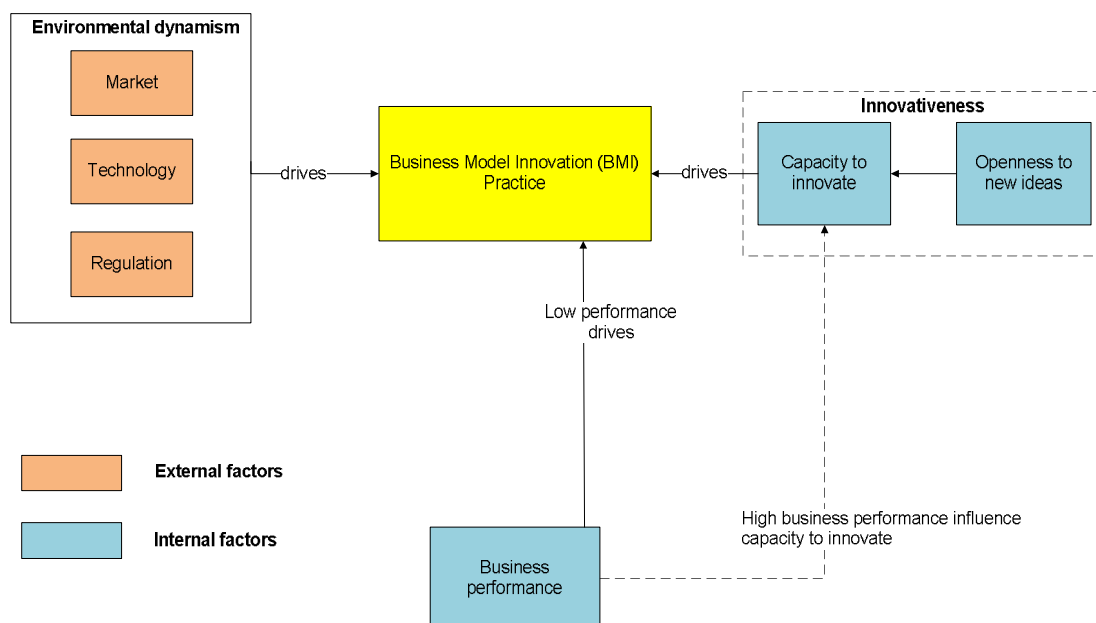 Environmental dynamism
Market
Technology
Regulation
drives
Business Model Innovation (BMI)
Practice
drives
Innovativeness
Capacity to
innovate
Openness to
new ideas
Low performance
drives
External factors
Internal factors
Business
performance
High business performance influence
capacity to innovate